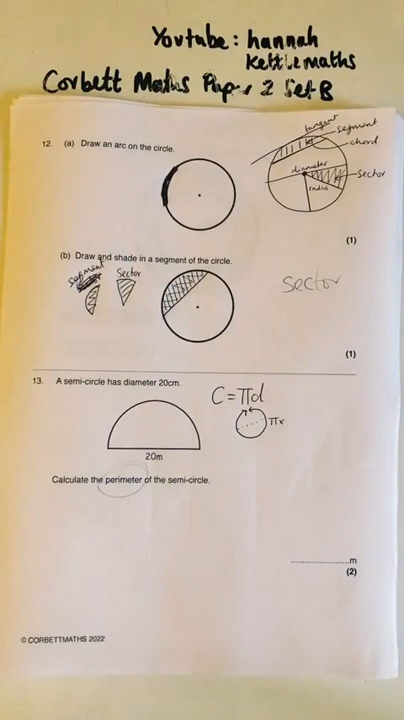 Youtube: hannah
kettlemaths
Corbett Maths Paper 2 Set B
12. (a) Draw an arc on the circle.
tangent
segment
chord
diameter
sector
radius
(1)
(b) Draw and shade in a segment of the circle.
segment
Sector
sector
(1)
13. A semi-circle has diameter 20cm.
C = πd
πx
20m
Calculate the perimeter of the semi-circle.
....................m
(2)
© CORBETTMATHS 2022